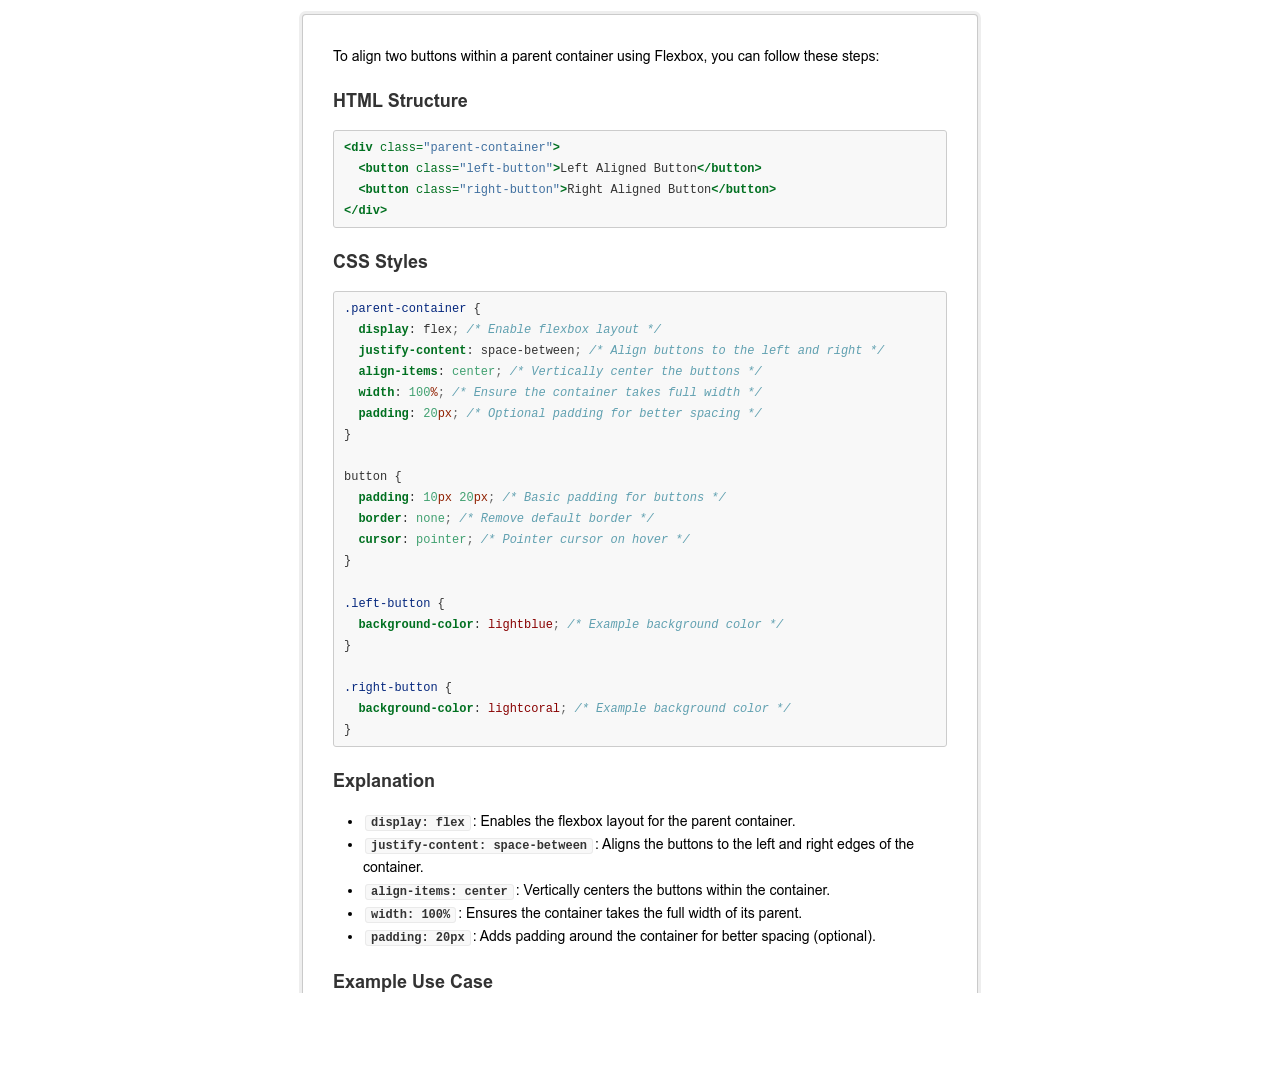 To align two buttons within a parent container using Flexbox, you can follow these steps:
HTML Structure
<div class="parent-container">
  <button class="left-button">Left Aligned Button</button>
  <button class="right-button">Right Aligned Button</button>
</div>
CSS Styles
.parent-container {
  display: flex; /* Enable flexbox layout */
  justify-content: space-between; /* Align buttons to the left and right */
  align-items: center; /* Vertically center the buttons */
  width: 100%; /* Ensure the container takes full width */
  padding: 20px; /* Optional padding for better spacing */
}

button {
  padding: 10px 20px; /* Basic padding for buttons */
  border: none; /* Remove default border */
  cursor: pointer; /* Pointer cursor on hover */
}

.left-button {
  background-color: lightblue; /* Example background color */
}

.right-button {
  background-color: lightcoral; /* Example background color */
}
Explanation
• display: flex : Enables the flexbox layout for the parent container.
• justify-content: space-between : Aligns the buttons to the left and right edges of the
container.
• align-items: center : Vertically centers the buttons within the container.
• width: 100% : Ensures the container takes the full width of its parent.
• padding: 20px : Adds padding around the container for better spacing (optional).
Example Use Case